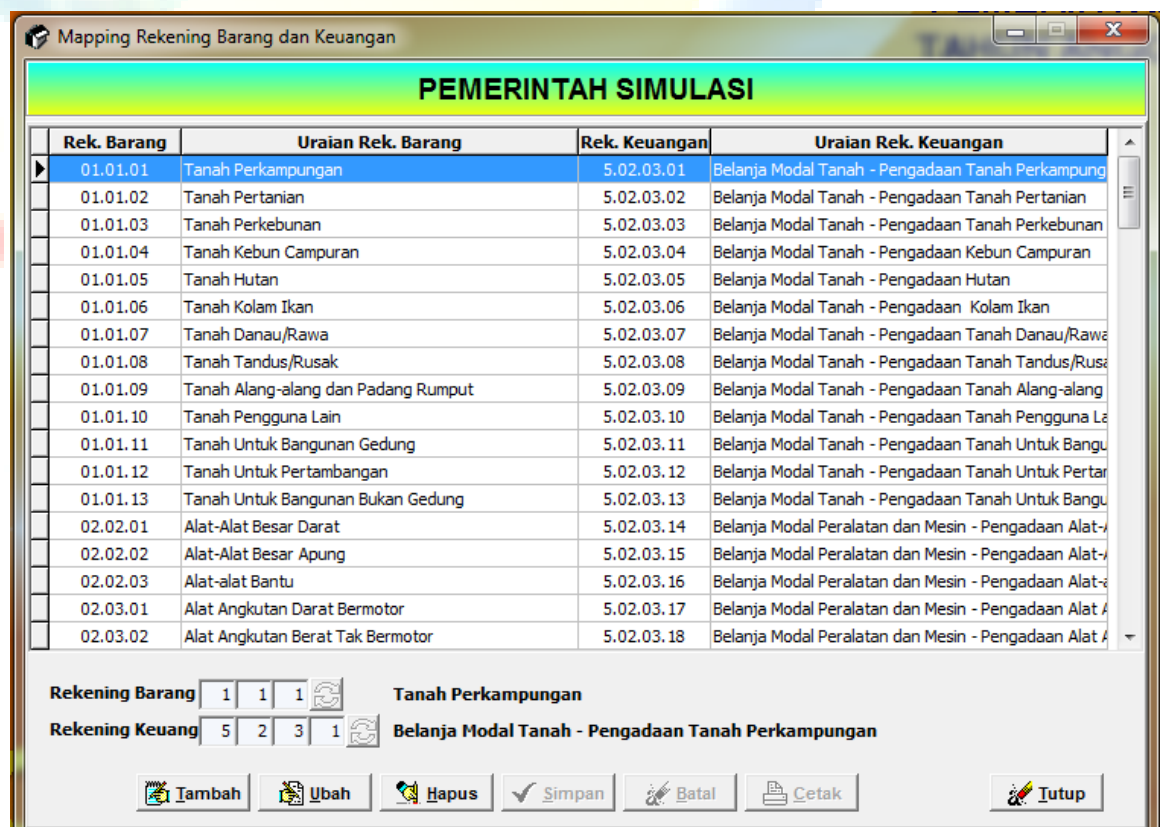 Mapping Rekening Barang dan Keuangan
PEMERINTAH SIMULASI
Rek. Barang Uraian Rek. Barang Rek. Keuangan Uraian Rek. Keuangan
01.01.01 Tanah Perkampungan 5.02.03.01 Belanja Modal Tanah - Pengadaan Tanah Perkampung
01.01.02 Tanah Pertanian 5.02.03.02 Belanja Modal Tanah - Pengadaan Tanah Pertanian
01.01.03 Tanah Perkebunan 5.02.03.03 Belanja Modal Tanah - Pengadaan Tanah Perkebunan
01.01.04 Tanah Kebun Campuran 5.02.03.04 Belanja Modal Tanah - Pengadaan Kebun Campuran
01.01.05 Tanah Hutan 5.02.03.05 Belanja Modal Tanah - Pengadaan Hutan
01.01.06 Tanah Kolam Ikan 5.02.03.06 Belanja Modal Tanah - Pengadaan Kolam Ikan
01.01.07 Tanah Danau/Rawa 5.02.03.07 Belanja Modal Tanah - Pengadaan Tanah Danau/Rawa
01.01.08 Tanah Tandus/Rusak 5.02.03.08 Belanja Modal Tanah - Pengadaan Tanah Tandus/Rusa
01.01.09 Tanah Alang-alang dan Padang Rumput 5.02.03.09 Belanja Modal Tanah - Pengadaan Tanah Alang-alang
01.01.10 Tanah Pengguna Lain 5.02.03.10 Belanja Modal Tanah - Pengadaan Tanah Pengguna La
01.01.11 Tanah Untuk Bangunan Gedung 5.02.03.11 Belanja Modal Tanah - Pengadaan Tanah Untuk Bangu
01.01.12 Tanah Untuk Pertambangan 5.02.03.12 Belanja Modal Tanah - Pengadaan Tanah Untuk Pertam
01.01.13 Tanah Untuk Bangunan Bukan Gedung 5.02.03.13 Belanja Modal Tanah - Pengadaan Tanah Untuk Bangu
02.02.01 Alat-Alat Besar Darat 5.02.03.14 Belanja Modal Peralatan dan Mesin - Pengadaan Alat-A
02.02.02 Alat-Alat Besar Apung 5.02.03.15 Belanja Modal Peralatan dan Mesin - Pengadaan Alat-A
02.02.03 Alat-alat Bantu 5.02.03.16 Belanja Modal Peralatan dan Mesin - Pengadaan Alat-a
02.03.01 Alat Angkutan Darat Bermotor 5.02.03.17 Belanja Modal Peralatan dan Mesin - Pengadaan Alat A
02.03.02 Alat Angkutan Berat Tak Bermotor 5.02.03.18 Belanja Modal Peralatan dan Mesin - Pengadaan Alat A
Rekening Barang 1 1 1 Tanah Perkampungan
Rekening Keuang 5 2 3 1 Belanja Modal Tanah - Pengadaan Tanah Perkampungan
Tambah Ubah Hapus Simpan Batal Cetak Tutup